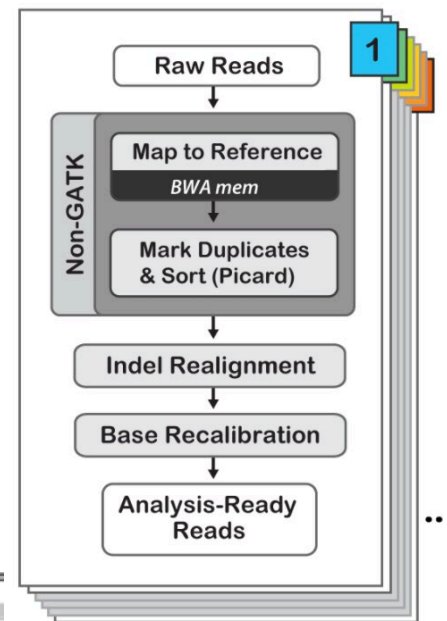 1
Raw Reads
Non-GATK
Map to Reference
BWA mem
Mark Duplicates
& Sort (Picard)
Indel Realignment
Base Recalibration
Analysis-Ready
Reads
..